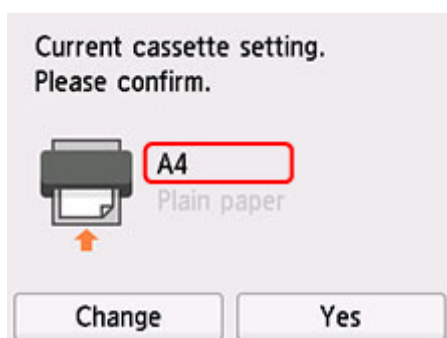 Current cassette setting.
Please confirm.
A4
Plain paper
Change
Yes